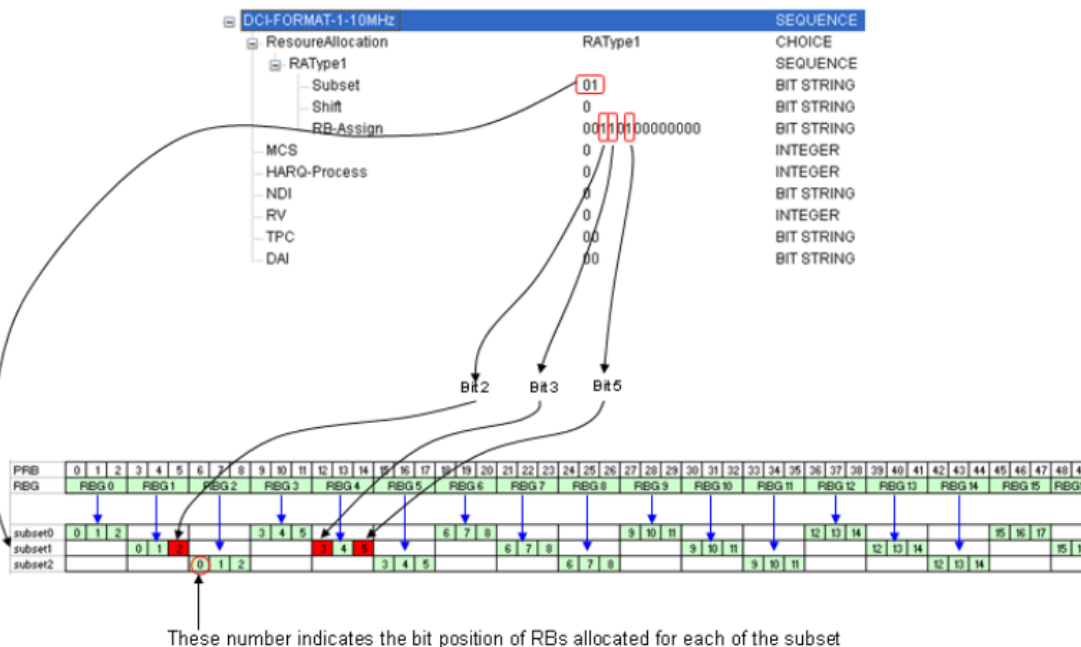 DCI-FORMAT-1-10MHz SEQUENCE
ResoureAllocation RAType1 CHOICE
RAType1 SEQUENCE
Subset 01 BIT STRING
Shift 0 BIT STRING
RB-Assign 00110100000000 BIT STRING
MCS 0 INTEGER
HARQ-Process 0 INTEGER
NDI 0 BIT STRING
RV 0 INTEGER
TPC 00 BIT STRING
DAI 00 BIT STRING
Bit2 Bit3 Bit5
PRB 0 1 2 3 4 5 6 7 8 9 10 11 12 13 14 15 16 17 18 19 20 21 22 23 24 25 26 27 28 29 30 31 32 33 34 35 36 37 38 39 40 41 42 43 44 45 46 47 48
RBG RBG 0 RBG 1 RBG 2 RBG 3 RBG 4 RBG 5 RBG 6 RBG 7 RBG 8 RBG 9 RBG 10 RBG 11 RBG 12 RBG 13 RBG 14 RBG 15 RBG
subset0 0 1 2 3 4 5 6 7 8 9 10 11 12 13 14 15 16 17
subset1 0 1 2 3 4 5 6 7 8 9 10 11 12 13 14 15
subset2 0 1 2 3 4 5 6 7 8 9 10 11 12 13 14
These number indicates the bit position of RBs allocated for each of the subset